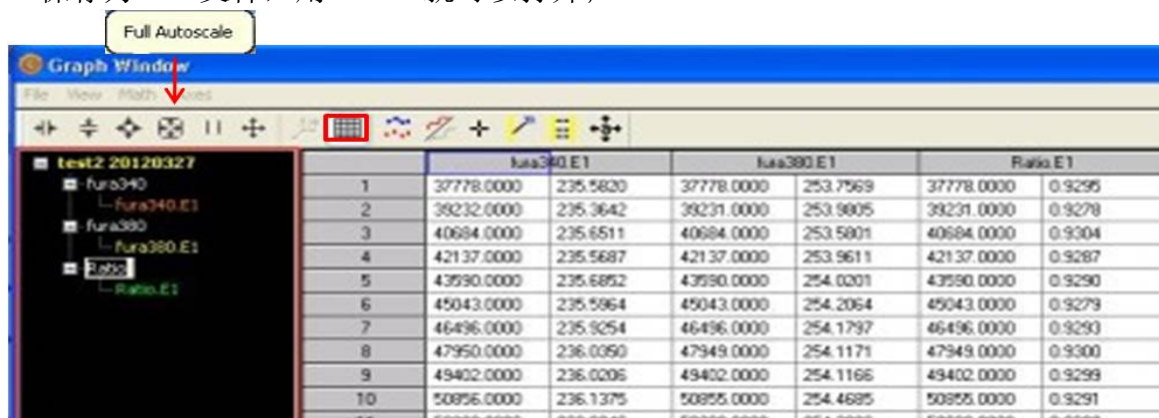 Full Autoscale
Graph Window
File View Math Axes
test2 20120327
fura340
fura340.E1
fura380
fura380.E1
Ratio
Ratio.E1
fura340.E1 fura380.E1 Ratio.E1
1 37778.0000 235.5820 37778.0000 253.7569 37778.0000 0.9295
2 39232.0000 235.3642 39231.0000 253.9805 39232.0000 0.9278
3 40684.0000 235.6511 40684.0000 253.5801 40684.0000 0.9304
4 42137.0000 235.5687 42137.0000 253.9611 42137.0000 0.9287
5 43590.0000 235.6852 43590.0000 254.0201 43590.0000 0.9290
6 45043.0000 235.5964 45043.0000 254.2064 45043.0000 0.9279
7 46496.0000 235.9254 46496.0000 254.1797 46496.0000 0.9293
8 47950.0000 236.0350 47949.0000 254.1171 47949.0000 0.9300
9 49402.0000 236.0206 49402.0000 254.1166 49402.0000 0.9299
10 50856.0000 236.1375 50855.0000 254.4685 50855.0000 0.9291